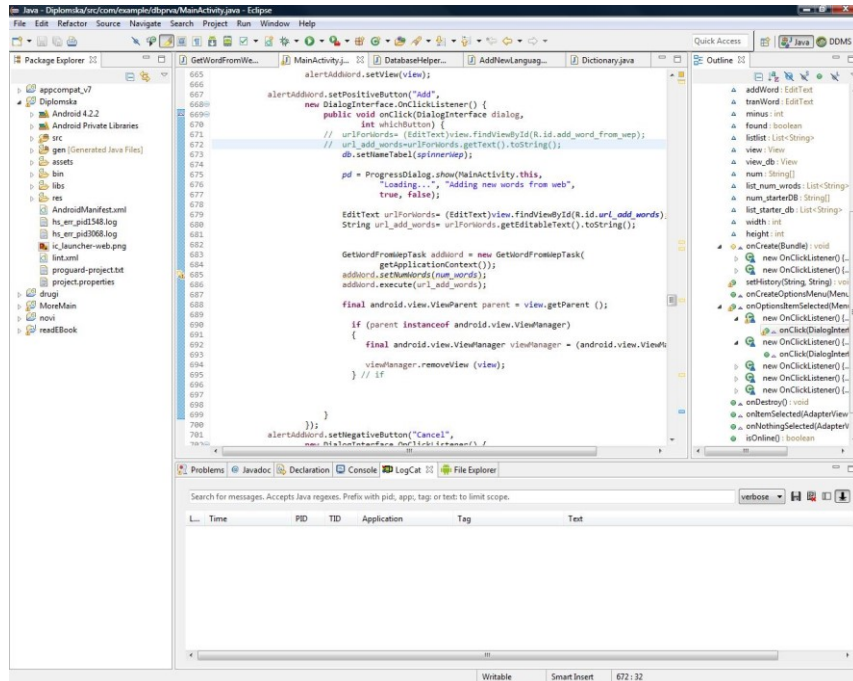 Java - Diplomska/src/com/example/dbprva/MainActivity.java - Eclipse
File Edit Refactor Source Navigate Search Project Run Window Help
Quick Access
Java
DDMS
Package Explorer
appcompat_v7
Diplomska
Android 4.2.2
Android Private Libraries
src
gen [Generated Java Files]
assets
bin
libs
res
AndroidManifest.xml
hs_err_pid1548.log
hs_err_pid3068.log
ic_launcher-web.png
lint.xml
proguard-project.txt
project.properties
drugi
MoreMain
novi
readEBook
GetWordFromWe... MainActivity.j... DatabaseHelper... AddNewLanguag... Dictionary.java
665 alertAddWord.setView(view);
666
667 alertAddWord.setPositiveButton("Add",
668 new DialogInterface.OnClickListener() {
669 public void onClick(DialogInterface dialog,
670 int whichButton) {
671 // urlForWords= (EditText)view.findViewById(R.id.add_word_from_wep);
672 // url_add_words=urlForWords.getText().toString();
673 db.setNameTabel(spinnerWep);
674
675 pd = ProgressDialog.show(MainActivity.this,
676 "Loading...", "Adding new words from web",
677 true, false);
678
679 EditText urlForWords= (EditText)view.findViewById(R.id.url_add_words);
680 String url_add_words= urlForWords.getEditableText().toString();
681
682
683 GetWordFromWepTask addWord = new GetWordFromWepTask(
684 getApplicationContext());
685 addWord.setNumWords(num_words);
686 addWord.execute(url_add_words);
687
688 final android.view.ViewParent parent = view.getParent ();
689
690 if (parent instanceof android.view.ViewManager)
691 {
692 final android.view.ViewManager viewManager = (android.view.ViewMa
693
694 viewManager.removeView (view);
695 } // if
696
697
698
699 }
700 });
701 alertAddWord.setNegativeButton("Cancel",
702 new DialogInterface.OnClickListener() {
Outline
addWord : EditText
tranWord : EditText
minus : int
found : boolean
listlist : List<String>
view : View
view_db : View
num : String[]
list_num_wrods : List<String>
num_starterDB : String[]
list_starter_db : List<String>
width : int
height : int
onCreate(Bundle) : void
new OnClickListener() {...
new OnClickListener() {...
setHistory(String, String) : voi
onCreateOptionsMenu(Menu
onOptionsItemSelected(Men
new OnClickListener() {...
onClick(DialogInterf
new OnClickListener() {...
onClick(DialogInterf
new OnClickListener() {...
new OnClickListener() {...
new OnClickListener() {...
onDestroy() : void
onItemSelected(AdapterView
onNothingSelected(AdapterV
isOnline() : boolean
Problems Javadoc Declaration Console LogCat File Explorer
Search for messages. Accepts Java regexes. Prefix with pid:, app:, tag: or text: to limit scope.
verbose
L... Time PID TID Application Tag Text
Writable Smart Insert 672 : 32